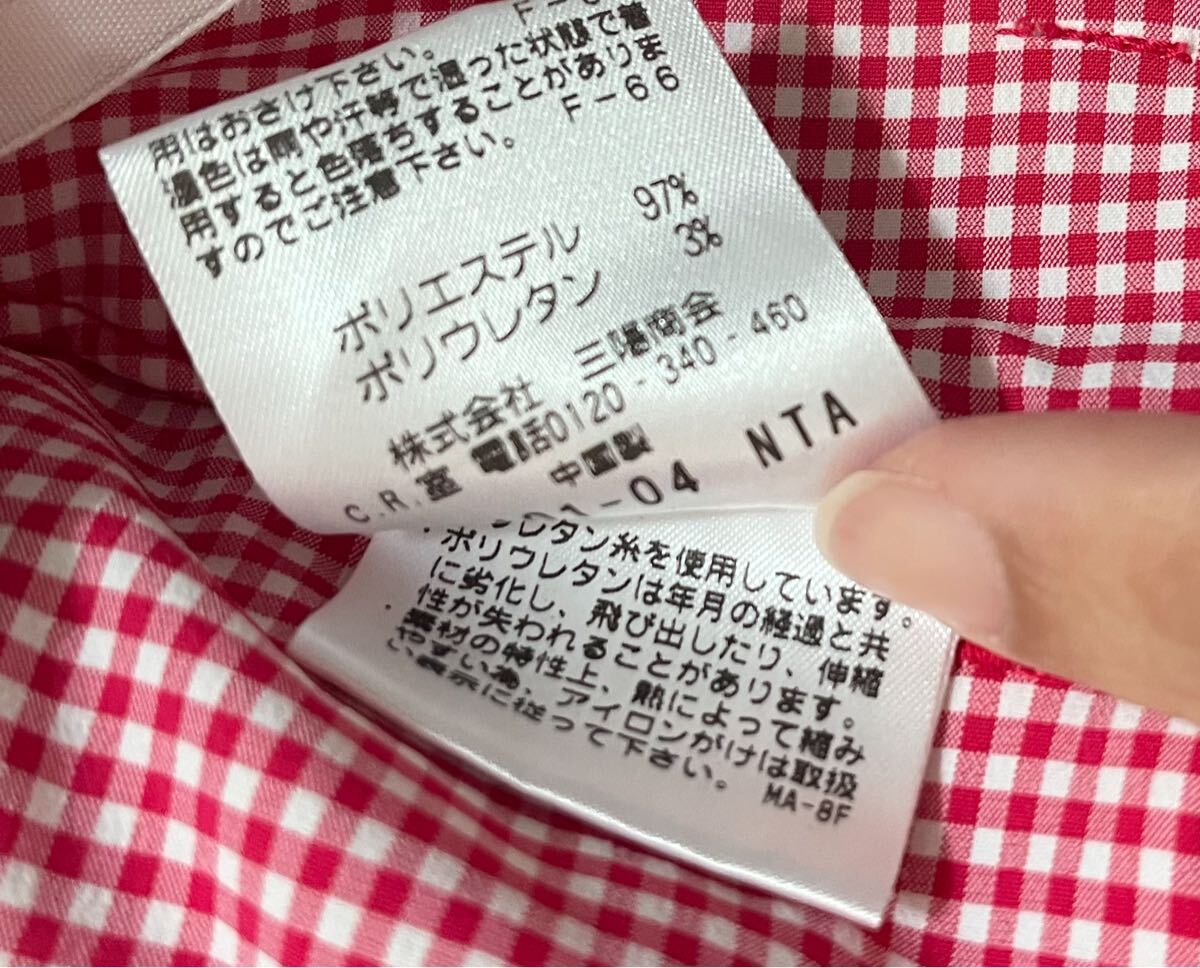 用はおさけ下さい。
濃色は雨や汗等で湿った状態で着
用すると色落ちすることがありま
すのでご注意下さい。 F-66
ポリエステル 97%
ポリウレタン 3%
株式会社 三陽商会
C.R.室 電話0120-340-460
中国製
01-04 NTA
レタン糸を使用しています。
・ポリウレタンは年月の経過と共
に劣化し、飛び出したり、伸縮
性が失われることがあります。
・素材の特性上、熱によって縮み
やすい為、アイロンがけは取扱
い表示に従って下さい。 MA-8F